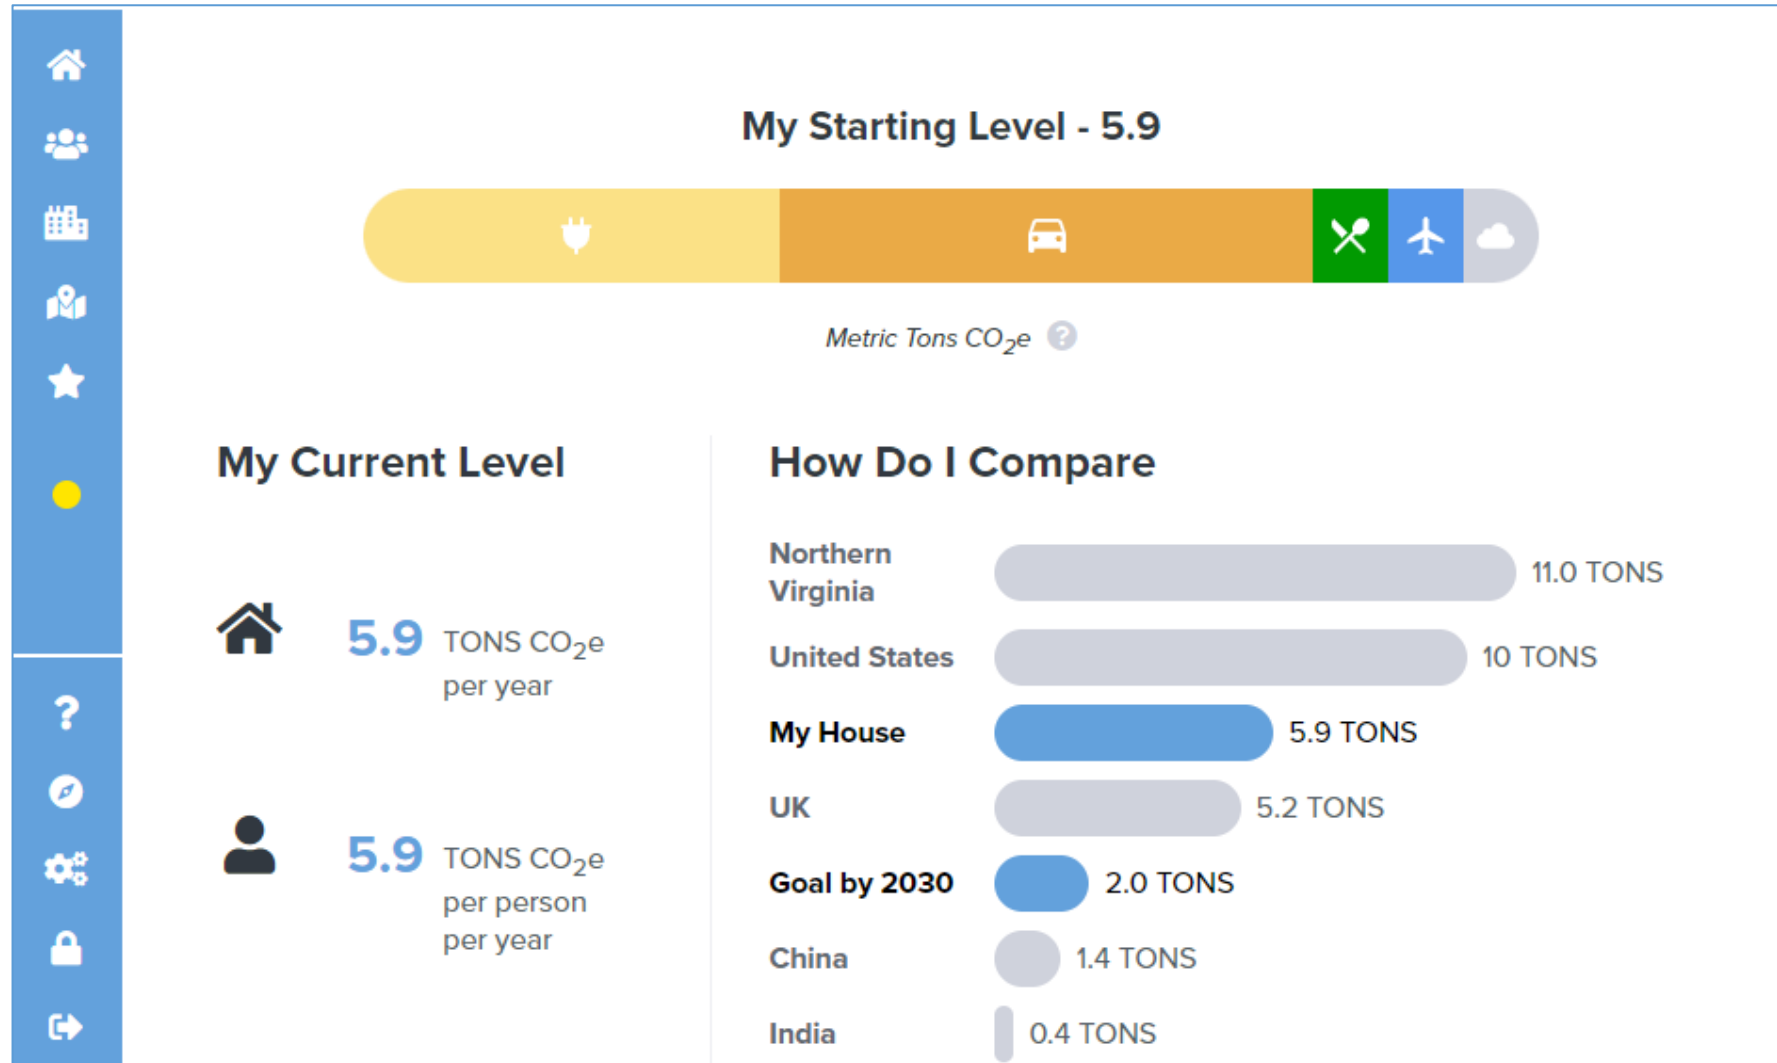 My Starting Level - 5.9
Metric Tons CO₂e ?
My Current Level
5.9 TONS CO₂e
per year
5.9 TONS CO₂e
per person
per year
How Do I Compare
Northern
Virginia
11.0 TONS
United States 10 TONS
My House 5.9 TONS
UK 5.2 TONS
Goal by 2030 2.0 TONS
China 1.4 TONS
India 0.4 TONS